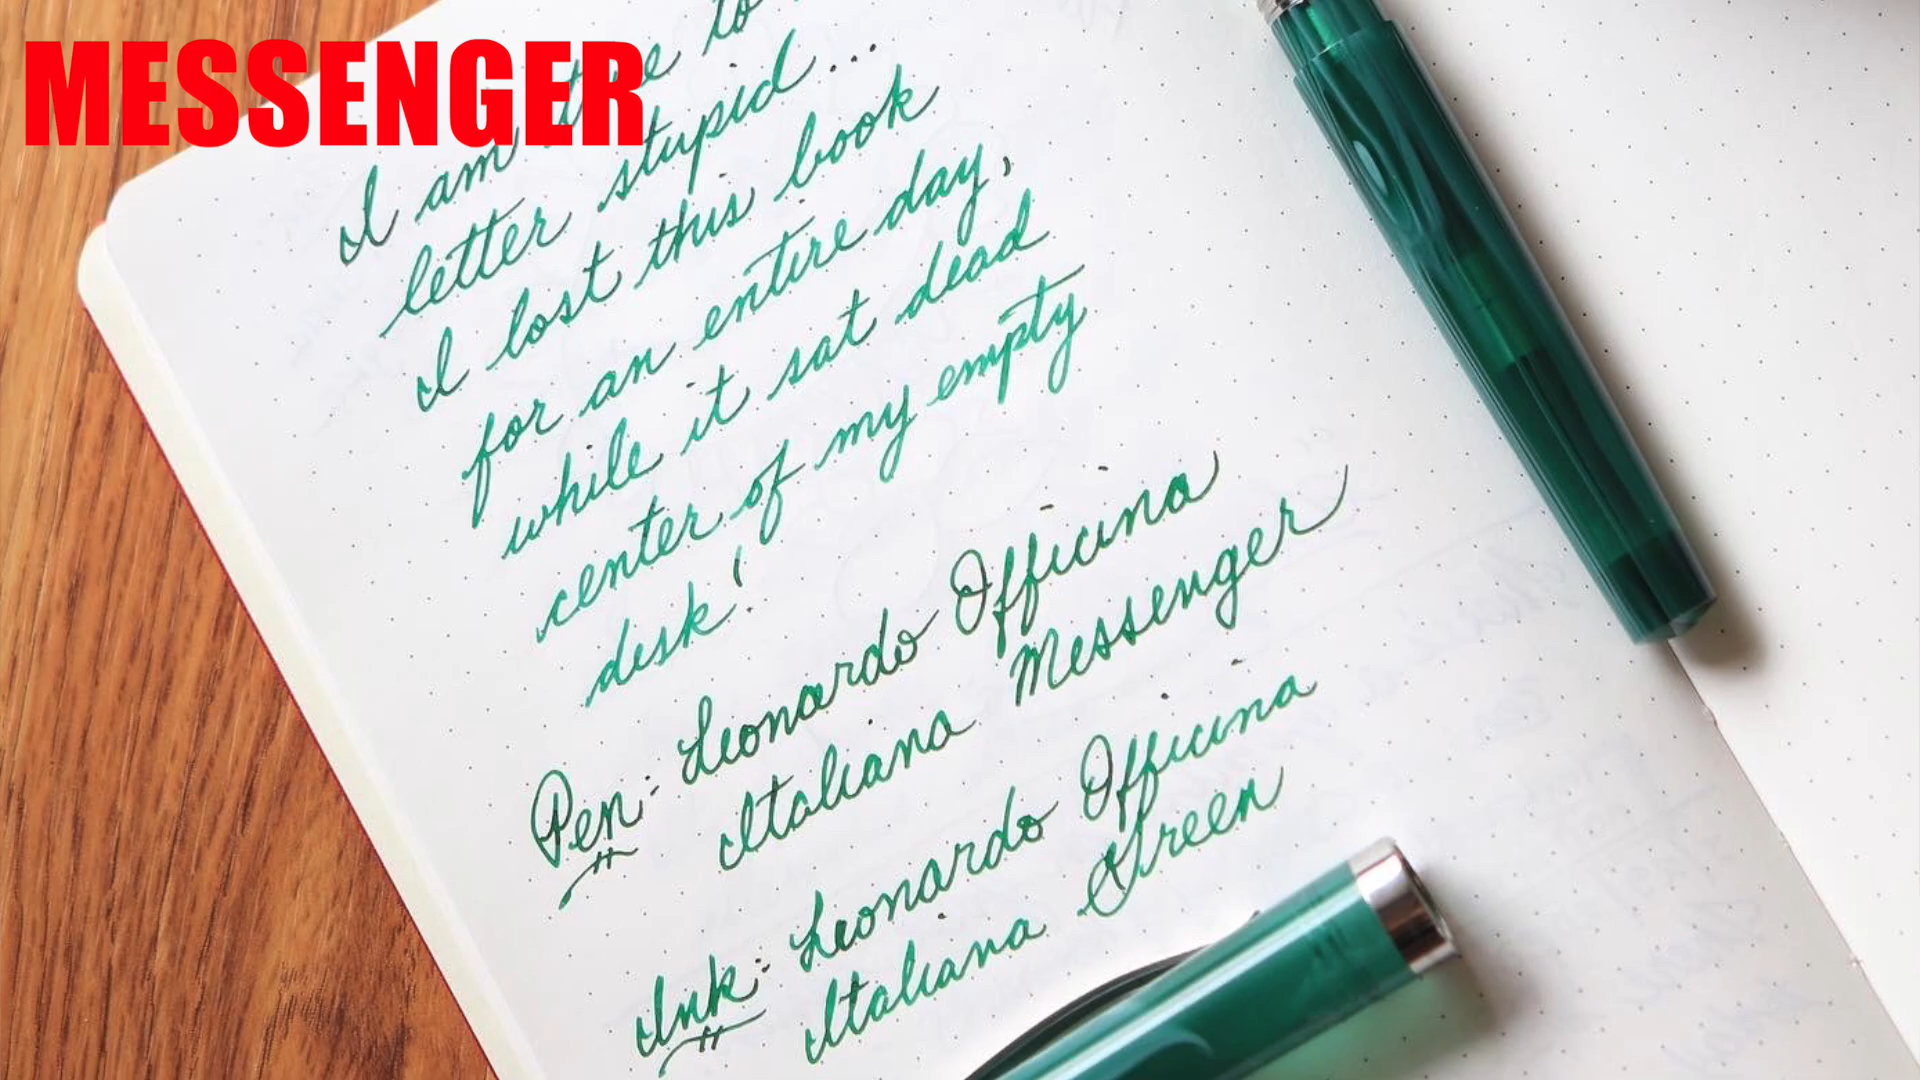 MESSENGER
to
I am
letter stupid...
I lost this book
for an entire day,
while it sat dead
center of my empty
desk!
Pen: Leonardo Officina
Italiana Messenger
Ink: Leonardo Officina
Italiana Green